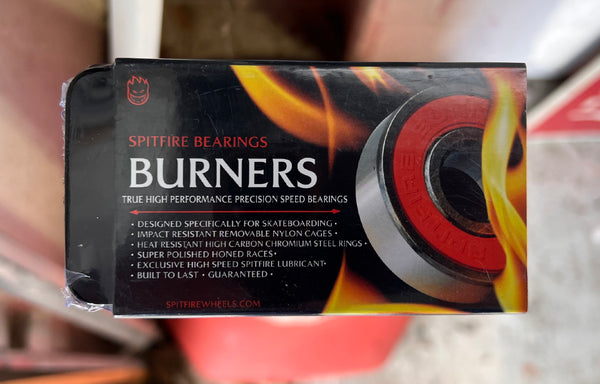 SPITFIRE BEARINGS
BURNERS
TRUE HIGH PERFORMANCE PRECISION SPEED BEARINGS
• DESIGNED SPECIFICALLY FOR SKATEBOARDING •
• IMPACT RESISTANT REMOVABLE NYLON CAGES •
• HEAT RESISTANT HIGH CARBON CHROMIUM STEEL RINGS •
• SUPER POLISHED HONED RACES •
• EXCLUSIVE HIGH SPEED SPITFIRE LUBRICANT •
• BUILT TO LAST • GUARANTEED •
SPITFIREWHEELS.COM
SPITFIRE